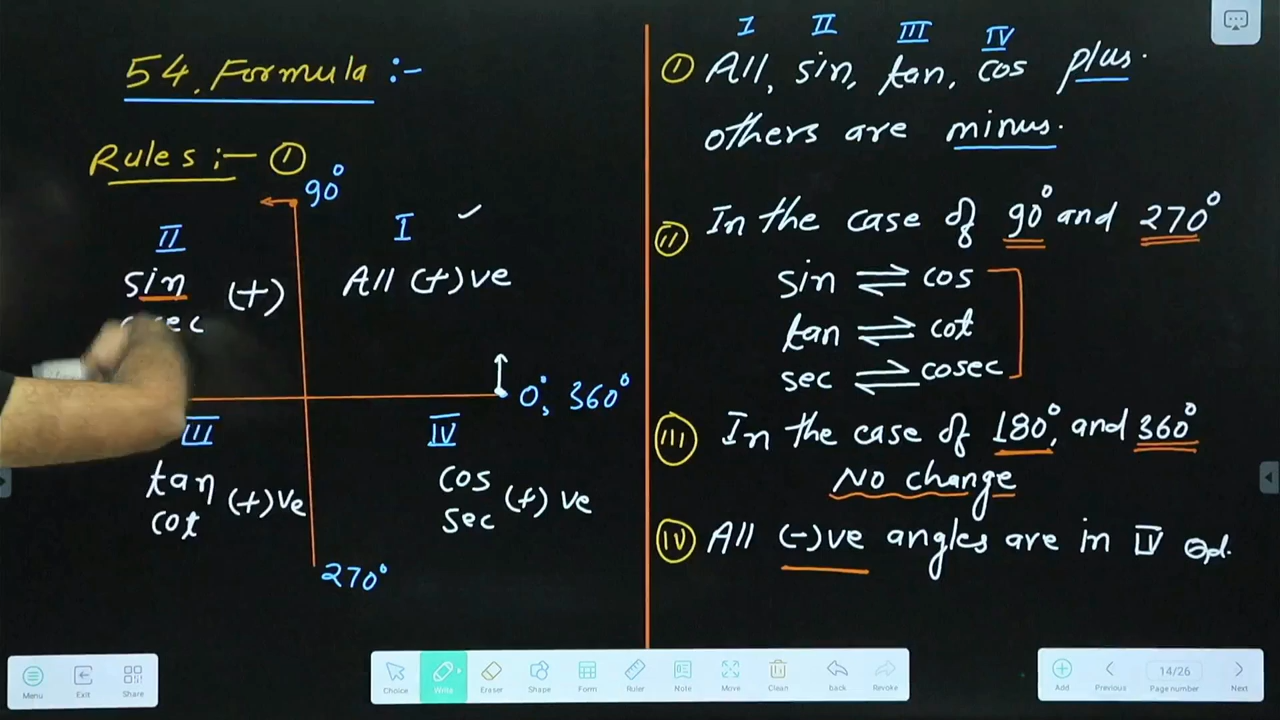 54. Formula :-
Rules :- ①
90°
II
I
sin (+)
All (+)ve
0°, 360°
III
IV
tan (+)ve
cot
cos (+)ve
sec
270°
I II III IV
① All, sin, tan, cos plus.
others are minus.
(II) In the case of 90° and 270°
sin ⇌ cos
tan ⇌ cot
sec ⇌ cosec
(III) In the case of 180°, and 360°
No change
(IV) All (-)ve angles are in IV
Menu
Exit
Share
Choice
Write
Eraser
Shape
Form
Ruler
Note
Move
Clean
back
Revoke
Add
Previous
14/26
Page number
Next